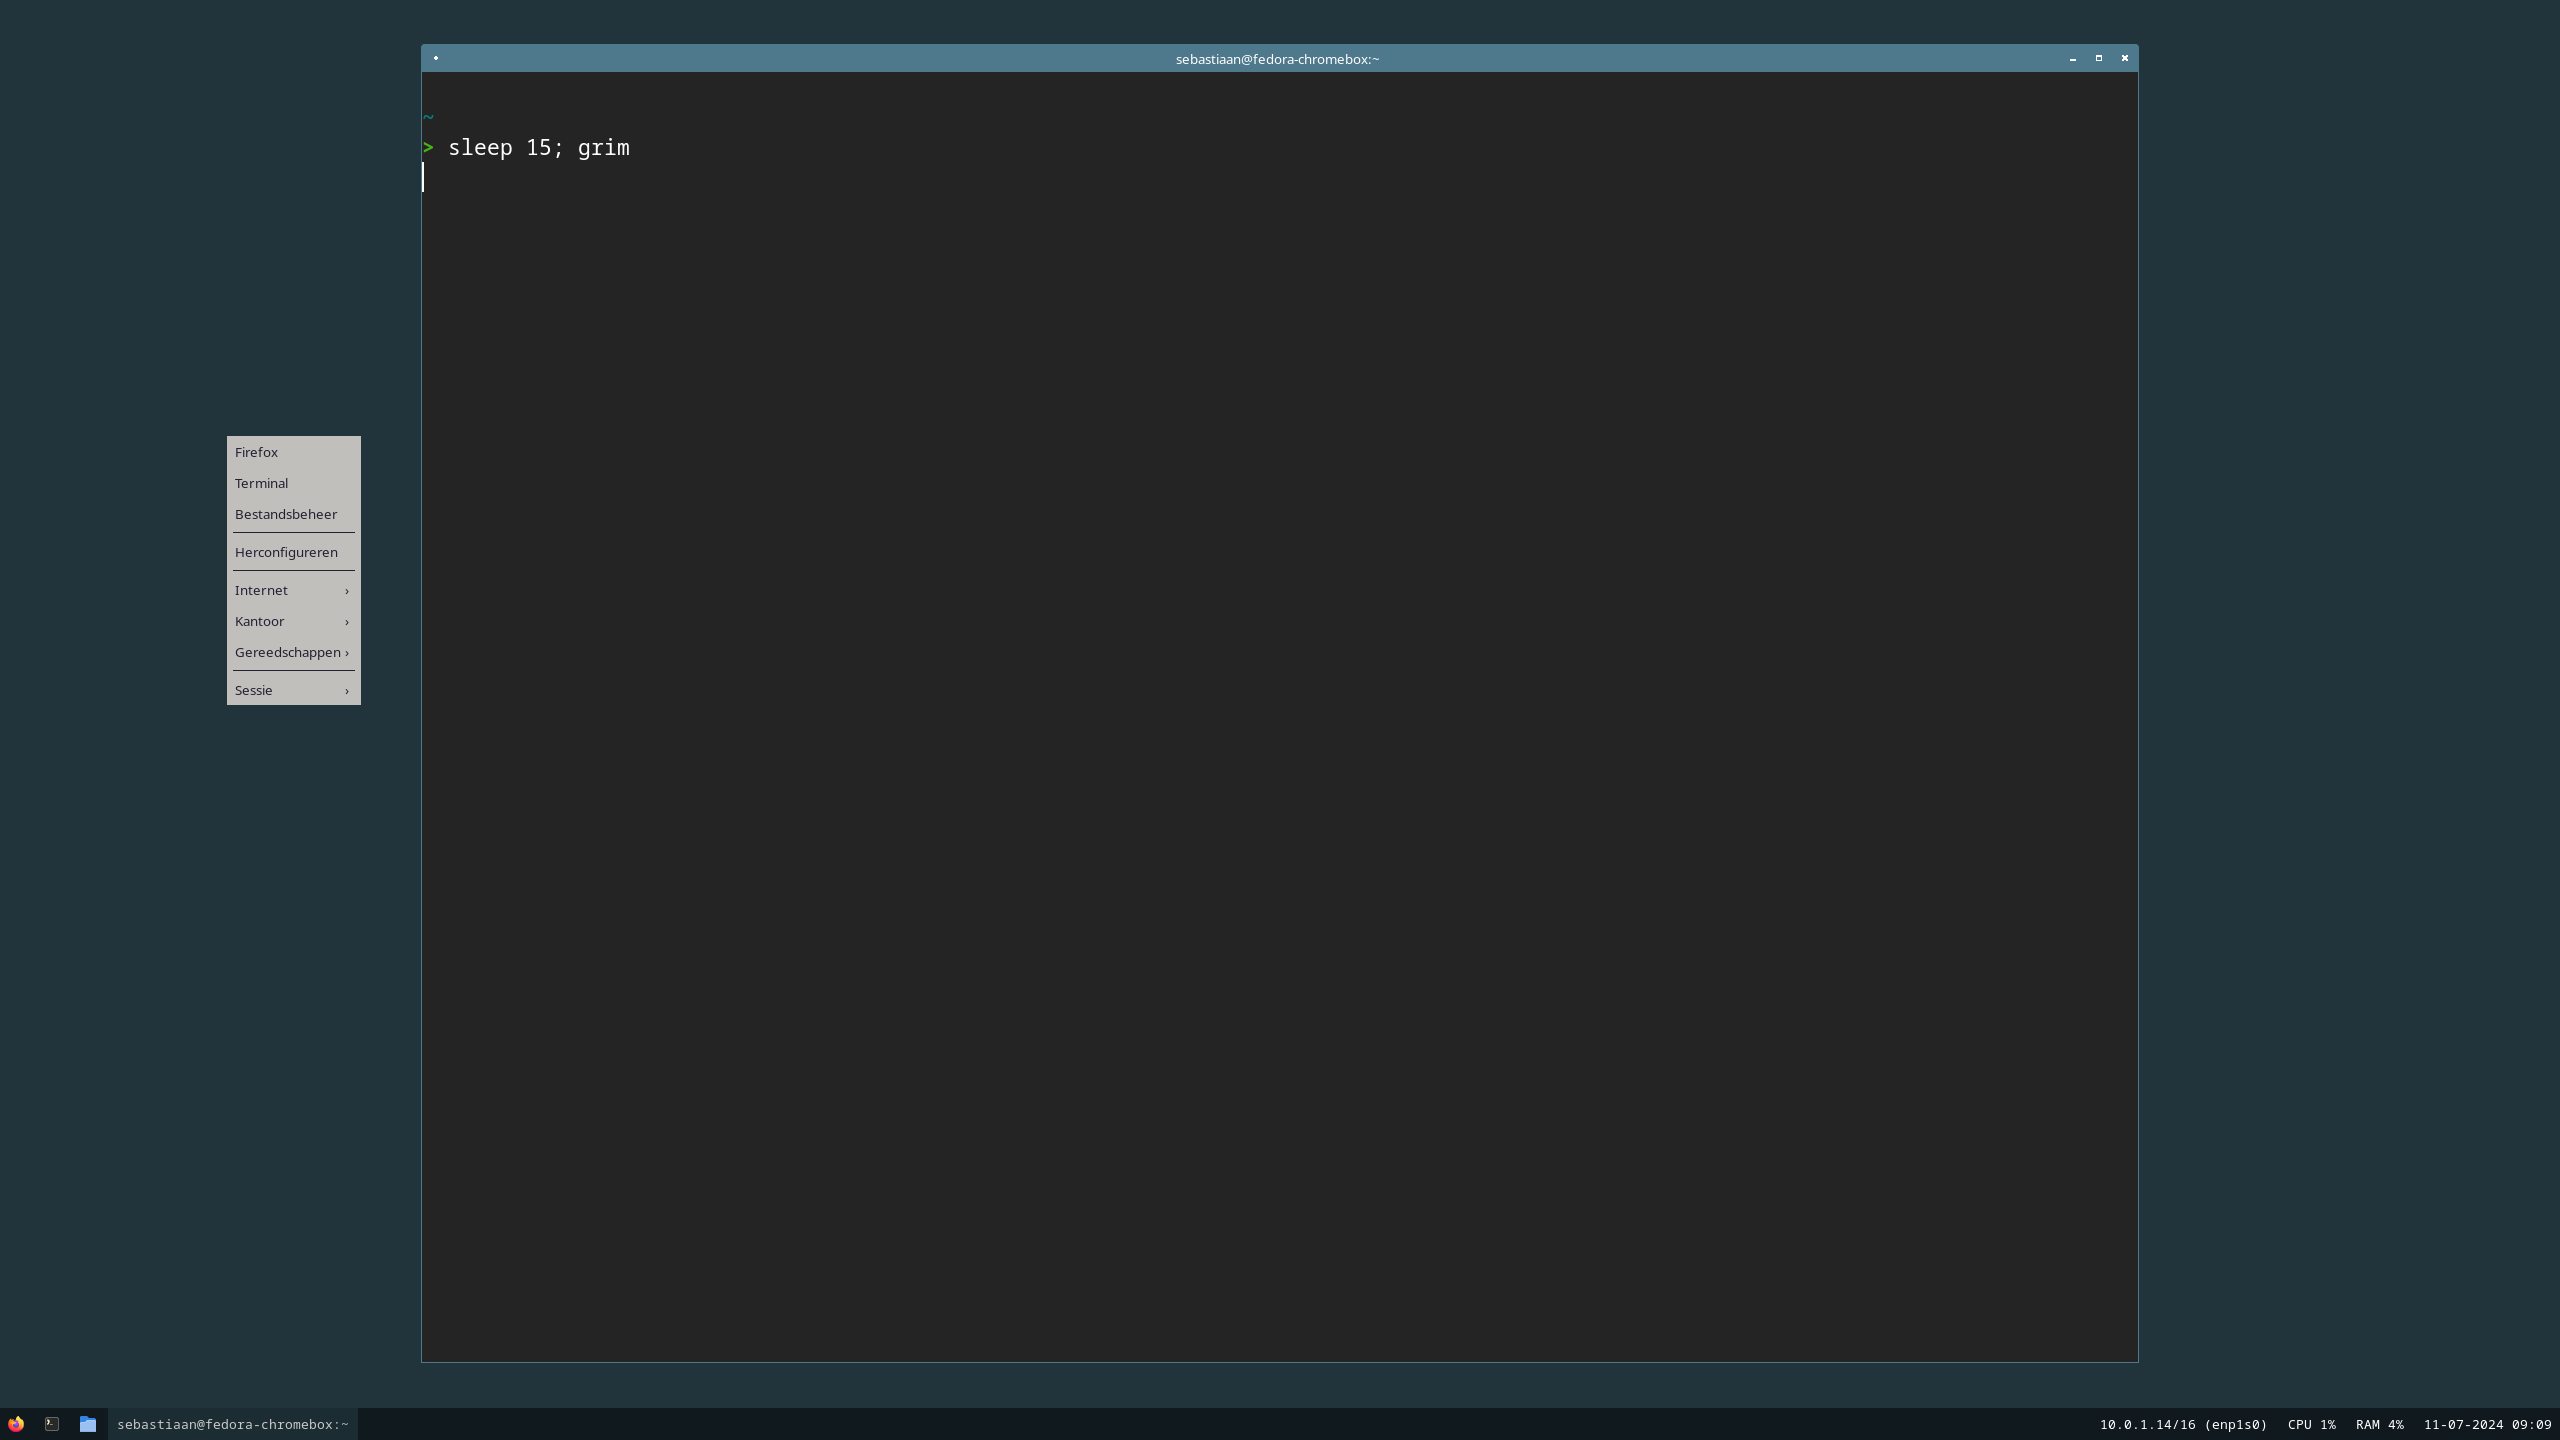 sebastiaan@fedora-chromebox:~
~
> sleep 15; grim
Firefox
Terminal
Bestandsbeheer
Herconfigureren
Internet ›
Kantoor ›
Gereedschappen ›
Sessie ›
sebastiaan@fedora-chromebox:~
10.0.1.14/16 (enp1s0) CPU 1% RAM 4% 11-07-2024 09:09